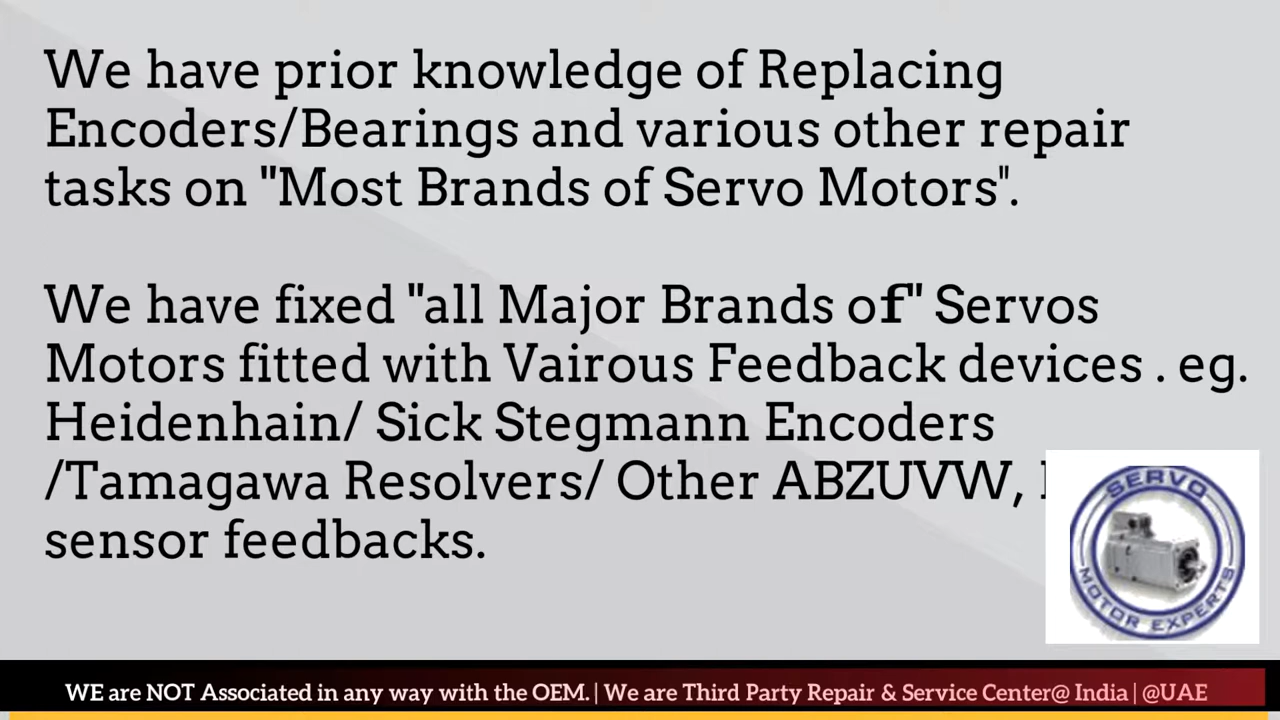 We have prior knowledge of Replacing
Encoders/Bearings and various other repair
tasks on "Most Brands of Servo Motors".
We have fixed "all Major Brands of" Servos
Motors fitted with Vairous Feedback devices . eg.
Heidenhain/ Sick Stegmann Encoders
/Tamagawa Resolvers/ Other ABZUVW,
sensor feedbacks.
SERVO
MOTOR EXPERTS
WE are NOT Associated in any way with the OEM. | We are Third Party Repair & Service Center@ India | @UAE